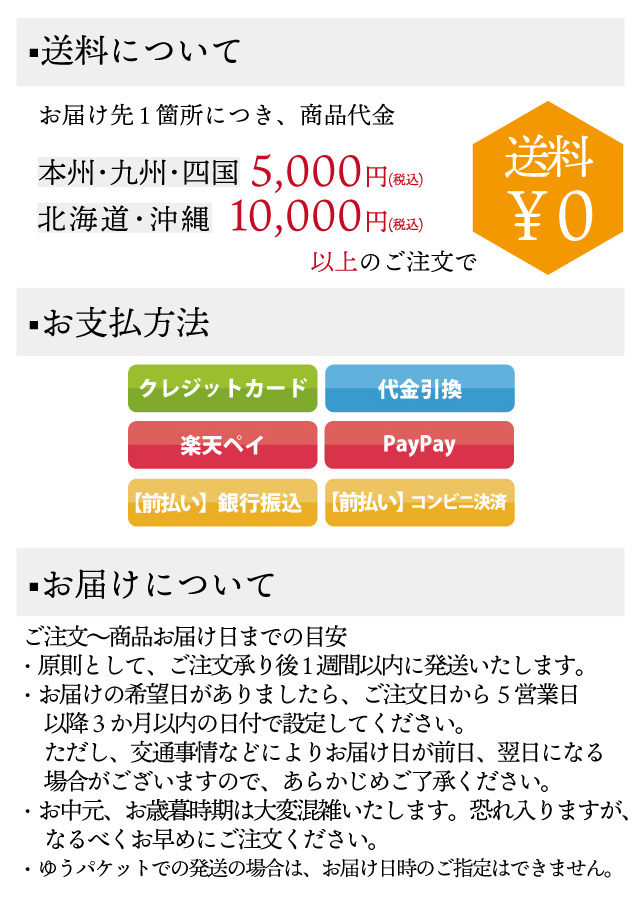 ▪送料について
お届け先1箇所につき、商品代金
本州・九州・四国 5,000円(税込)
北海道・沖縄 10,000円(税込)
以上のご注文で
送料
￥0
▪お支払方法
クレジットカード
代金引換
楽天ペイ
PayPay
【前払い】銀行振込
【前払い】コンビニ決済
▪お届けについて
ご注文～商品お届け日までの目安
・原則として、ご注文承り後1週間以内に発送いたします。
・お届けの希望日がありましたら、ご注文日から5営業日
以降3か月以内の日付で設定してください。
ただし、交通事情などによりお届け日が前日、翌日になる
場合がございますので、あらかじめご了承ください。
・お中元、お歳暮時期は大変混雑いたします。恐れ入りますが、
なるべくお早めにご注文ください。
・ゆうパケットでの発送の場合は、お届け日時のご指定はできません。